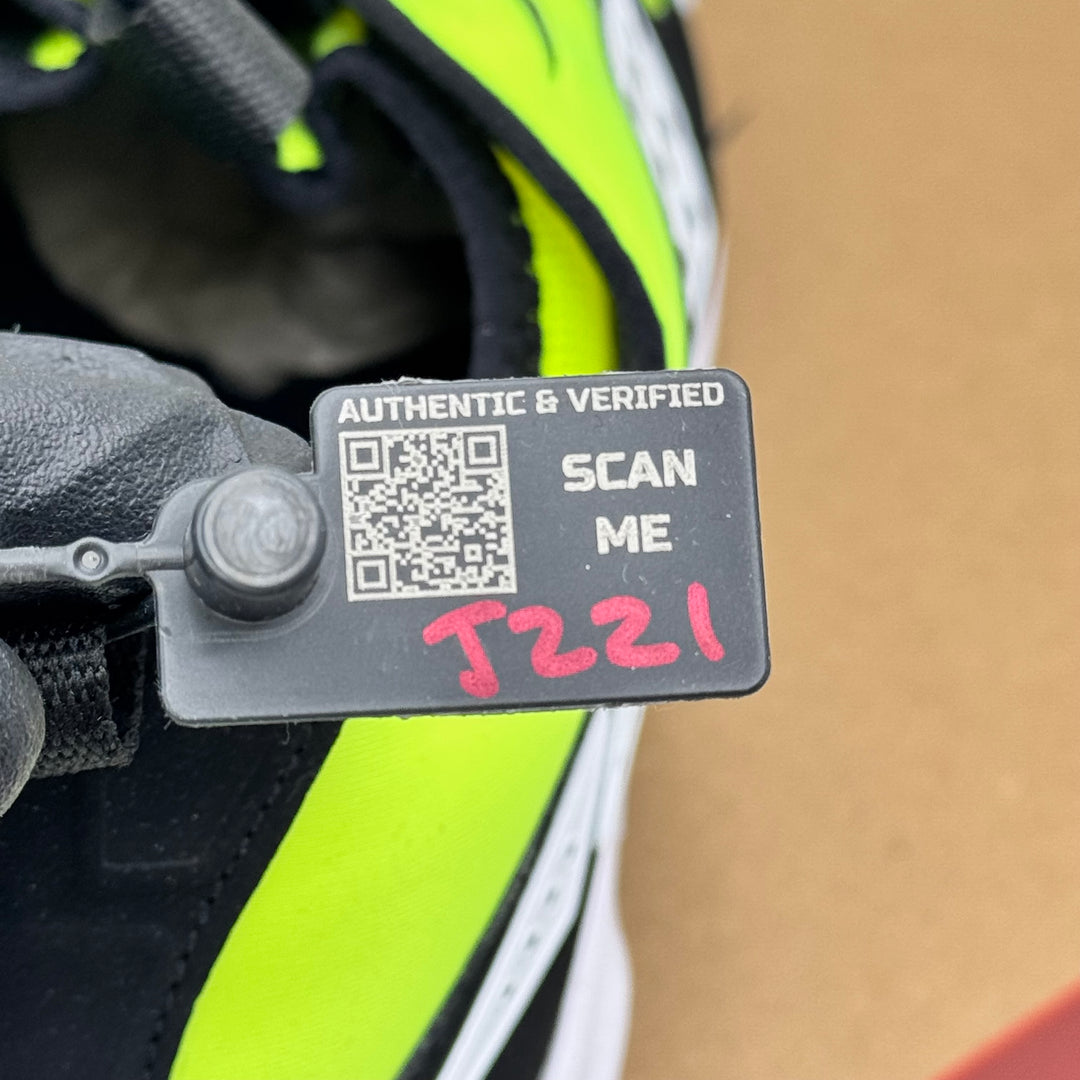 AUTHENTIC & VERIFIED
SCAN
ME
J221